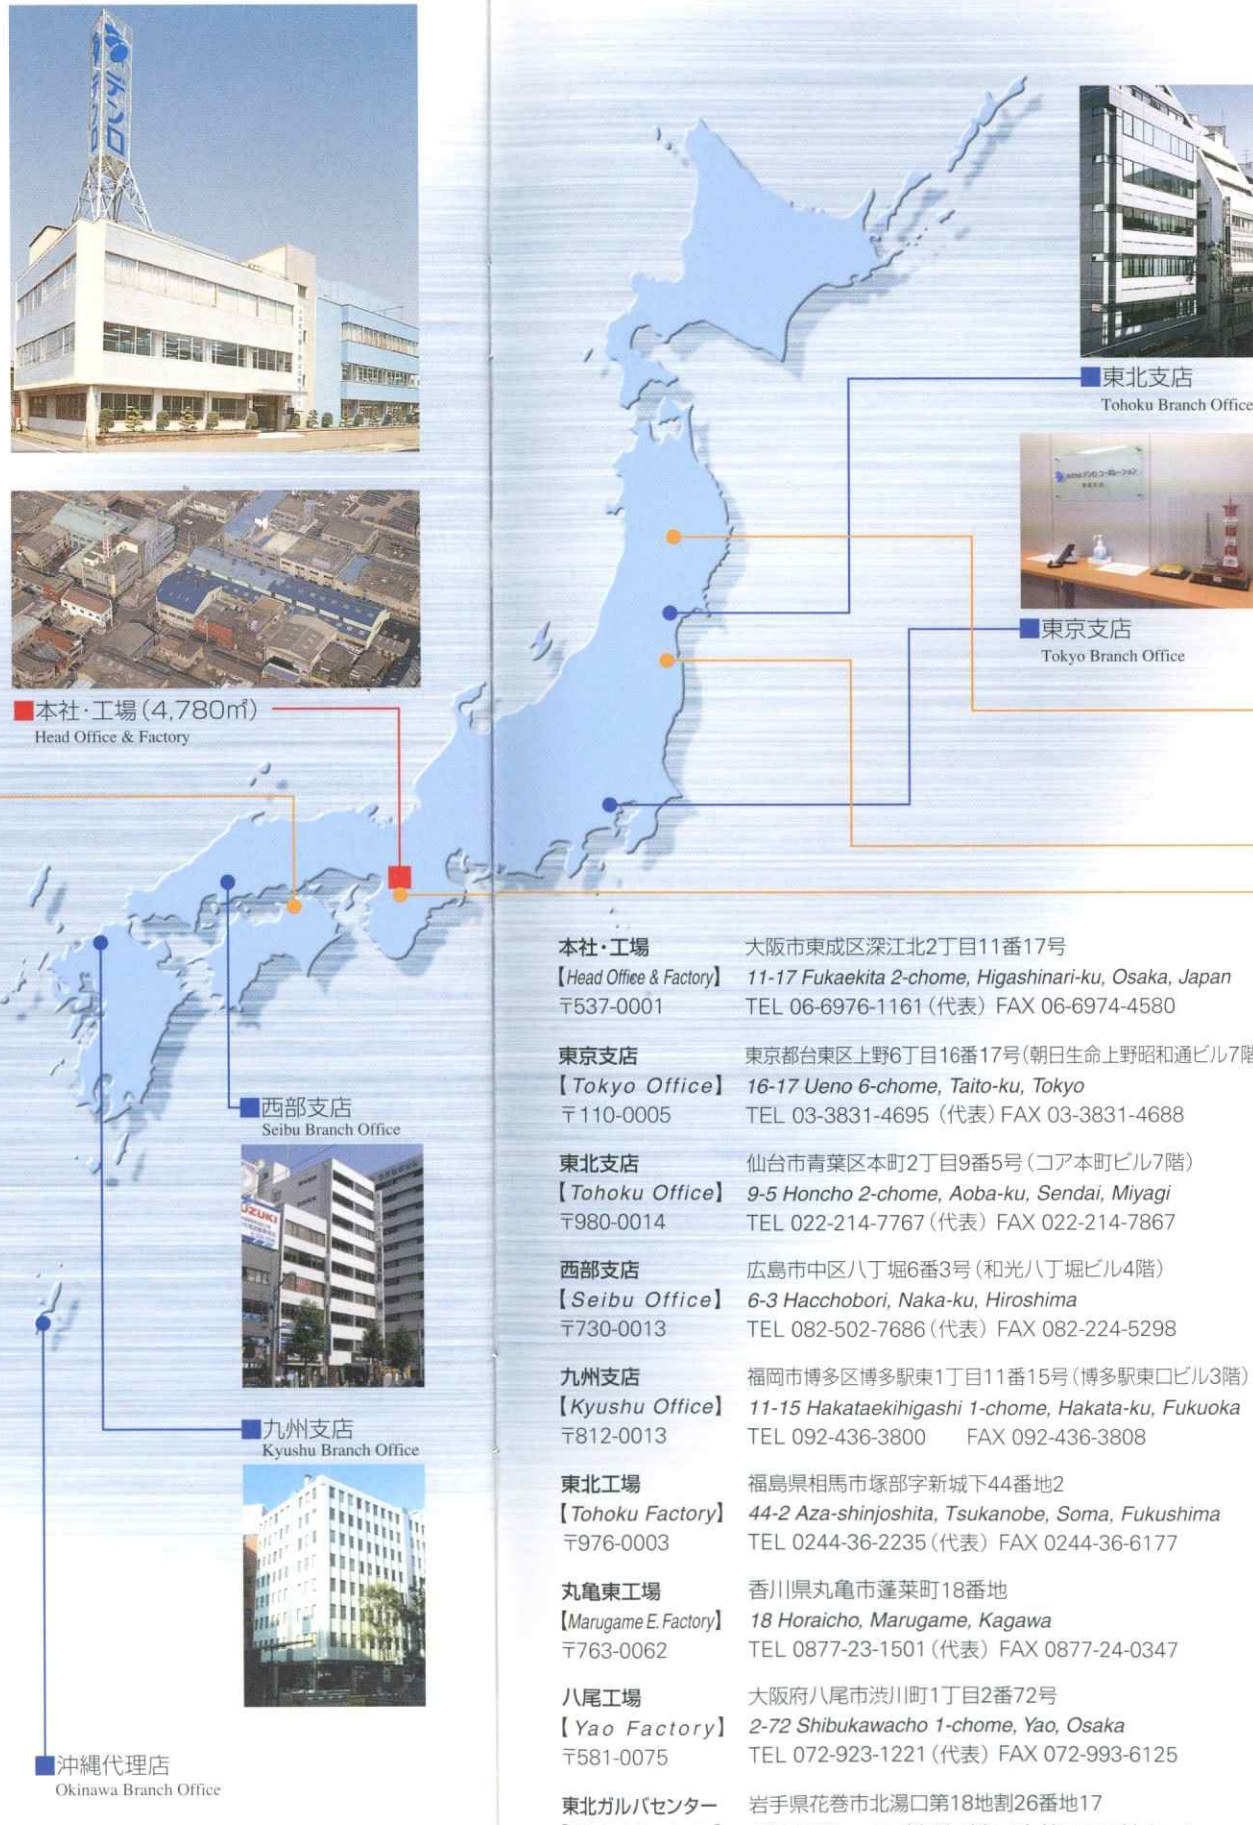 デンロ
■本社・工場(4,780㎡)
Head Office & Factory
■東北支店
Tohoku Branch Office
■東京支店
Tokyo Branch Office
■西部支店
Seibu Branch Office
UZUKI
■九州支店
Kyushu Branch Office
■沖縄代理店
Okinawa Branch Office
本社・工場 大阪市東成区深江北2丁目11番17号
【Head Office & Factory】 11-17 Fukaekita 2-chome, Higashinari-ku, Osaka, Japan
〒537-0001 TEL 06-6976-1161(代表) FAX 06-6974-4580
東京支店 東京都台東区上野6丁目16番17号(朝日生命上野昭和通ビル7階
【Tokyo Office】 16-17 Ueno 6-chome, Taito-ku, Tokyo
〒110-0005 TEL 03-3831-4695 (代表) FAX 03-3831-4688
東北支店 仙台市青葉区本町2丁目9番5号(コア本町ビル7階)
【Tohoku Office】 9-5 Honcho 2-chome, Aoba-ku, Sendai, Miyagi
〒980-0014 TEL 022-214-7767(代表) FAX 022-214-7867
西部支店 広島市中区八丁堀6番3号(和光八丁堀ビル4階)
【Seibu Office】 6-3 Hacchobori, Naka-ku, Hiroshima
〒730-0013 TEL 082-502-7686(代表) FAX 082-224-5298
九州支店 福岡市博多区博多駅東1丁目11番15号(博多駅東口ビル3階)
【Kyushu Office】 11-15 Hakataekihigashi 1-chome, Hakata-ku, Fukuoka
〒812-0013 TEL 092-436-3800 FAX 092-436-3808
東北工場 福島県相馬市塚部字新城下44番地2
【Tohoku Factory】 44-2 Aza-shinjoshita, Tsukanobe, Soma, Fukushima
〒976-0003 TEL 0244-36-2235(代表) FAX 0244-36-6177
丸亀東工場 香川県丸亀市蓬莱町18番地
【Marugame E. Factory】 18 Horaicho, Marugame, Kagawa
〒763-0062 TEL 0877-23-1501(代表) FAX 0877-24-0347
八尾工場 大阪府八尾市渋川町1丁目2番72号
【Yao Factory】 2-72 Shibukawacho 1-chome, Yao, Osaka
〒581-0075 TEL 072-923-1221(代表) FAX 072-993-6125
東北ガルバセンター 岩手県花巻市北湯口第18地割26番地17